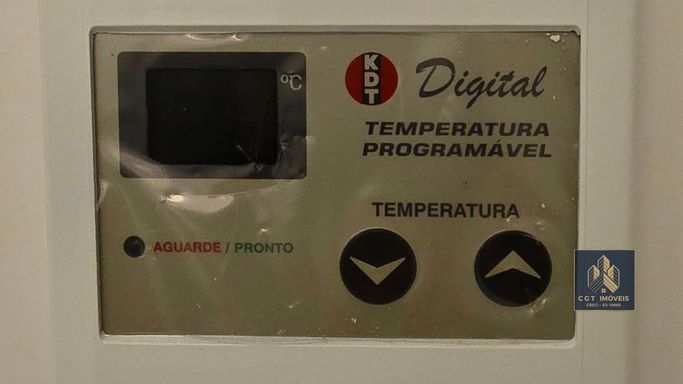 °C
KDT
Digital
TEMPERATURA
PROGRAMÁVEL
TEMPERATURA
AGUARDE / PRONTO
CGT IMÓVEIS